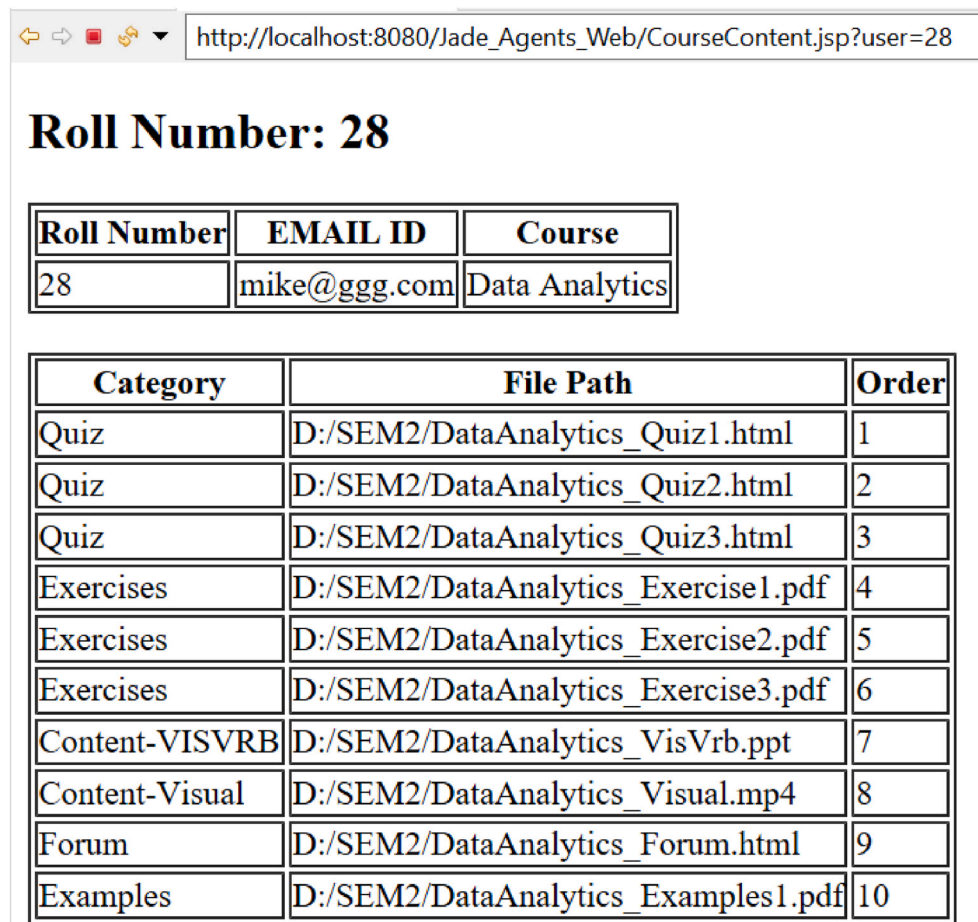 http://localhost:8080/Jade_Agents_Web/CourseContent.jsp?user=28
Roll Number: 28
Roll Number EMAIL ID Course
28 mike@ggg.com Data Analytics
Category File Path Order
Quiz D:/SEM2/DataAnalytics_Quiz1.html 1
Quiz D:/SEM2/DataAnalytics_Quiz2.html 2
Quiz D:/SEM2/DataAnalytics_Quiz3.html 3
Exercises D:/SEM2/DataAnalytics_Exercise1.pdf 4
Exercises D:/SEM2/DataAnalytics_Exercise2.pdf 5
Exercises D:/SEM2/DataAnalytics_Exercise3.pdf 6
Content-VISVRB D:/SEM2/DataAnalytics_VisVrb.ppt 7
Content-Visual D:/SEM2/DataAnalytics_Visual.mp4 8
Forum D:/SEM2/DataAnalytics_Forum.html 9
Examples D:/SEM2/DataAnalytics_Examples1.pdf 10